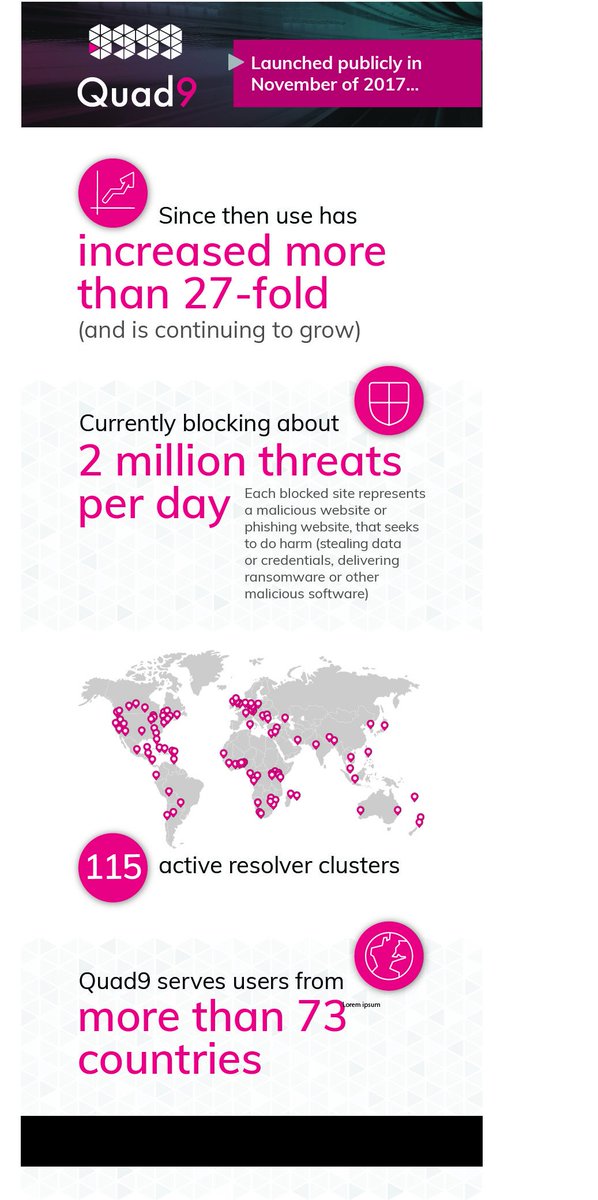 Quad9
Launched publicly in
November of 2017...
Since then use has
increased more
than 27-fold
(and is continuing to grow)
Currently blocking about
2 million threats
per day
Each blocked site represents
a malicious website or
phishing website, that seeks
to do harm (stealing data
or credentials, delivering
ransomware or other
malicious software)
115 active resolver clusters
Quad9 serves users from
more than 73
Lorem ipsum
countries